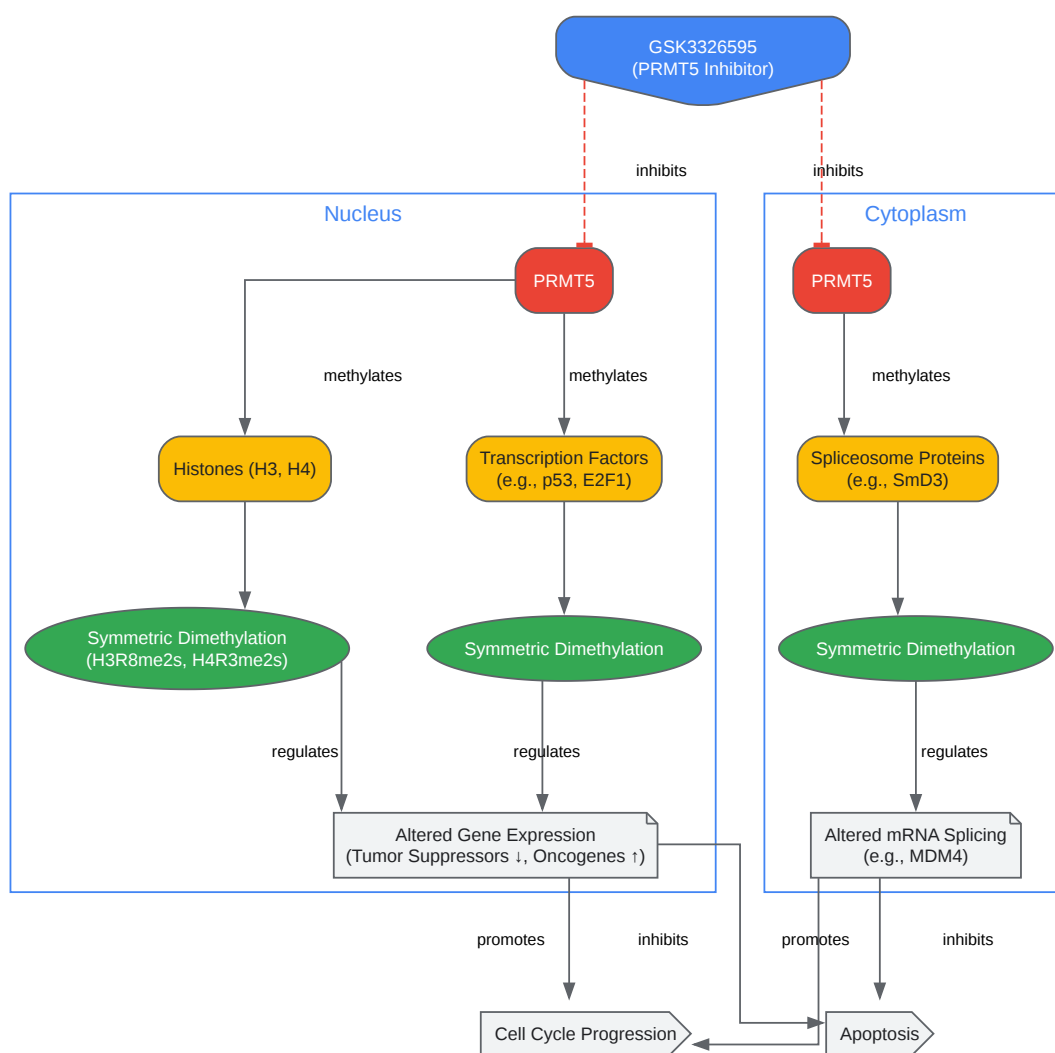 GSK3326595
(PRMT5 Inhibitor)
inhibits
inhibits
Nucleus
Cytoplasm
PRMT5
PRMT5
methylates
methylates
methylates
Histones (H3, H4)
Transcription Factors
(e.g., p53, E2F1)
Spliceosome Proteins
(e.g., SmD3)
Symmetric Dimethylation
(H3R8me2s, H4R3me2s)
Symmetric Dimethylation
Symmetric Dimethylation
regulates
regulates
regulates
Altered Gene Expression
(Tumor Suppressors ↓, Oncogenes ↑)
Altered mRNA Splicing
(e.g., MDM4)
promotes
inhibits
promotes
inhibits
Cell Cycle Progression
Apoptosis